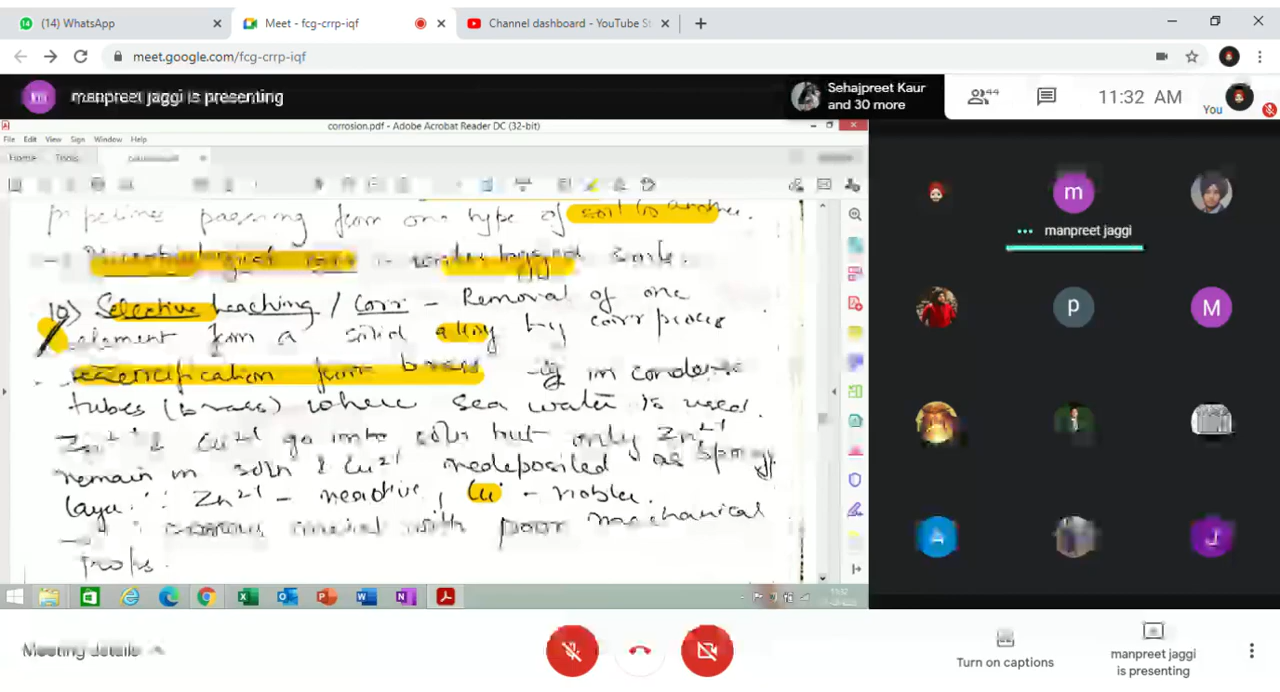 (14) WhatsApp
Meet - fcg-crrp-iqf
Channel dashboard - YouTube St
meet.google.com/fcg-crrp-iqf
manpreet jaggi is presenting
Sehajpreet Kaur
and 30 more
44
11:32 AM
You
corrosion.pdf - Adobe Acrobat Reader DC (32-bit)
File Edit View Sign Window Help
Home Tools
pipelines passing from one type of soil to another.
10) Selective leaching / Corr - Removal of one
element from a solid alloy by corr process
from brass eg in condenser
tubes (brass) where sea water is used.
Zn2+ & Cu2+ go into soln but only Zn2+
remain in soln & Cu2+ redeposited as spongy
layer ∵ Zn2+ - reactive, Cu - noble.
with poor mechanical
props.
m
manpreet jaggi
p
M
A
J
Meeting details
Turn on captions
manpreet jaggi
is presenting